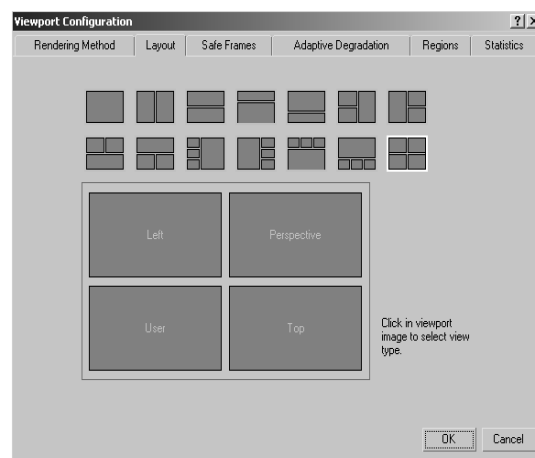 Viewport Configuration
Rendering Method Layout Safe Frames Adaptive Degradation Regions Statistics
Left Perspective
User Top
Click in viewport
image to select view
type.
OK Cancel